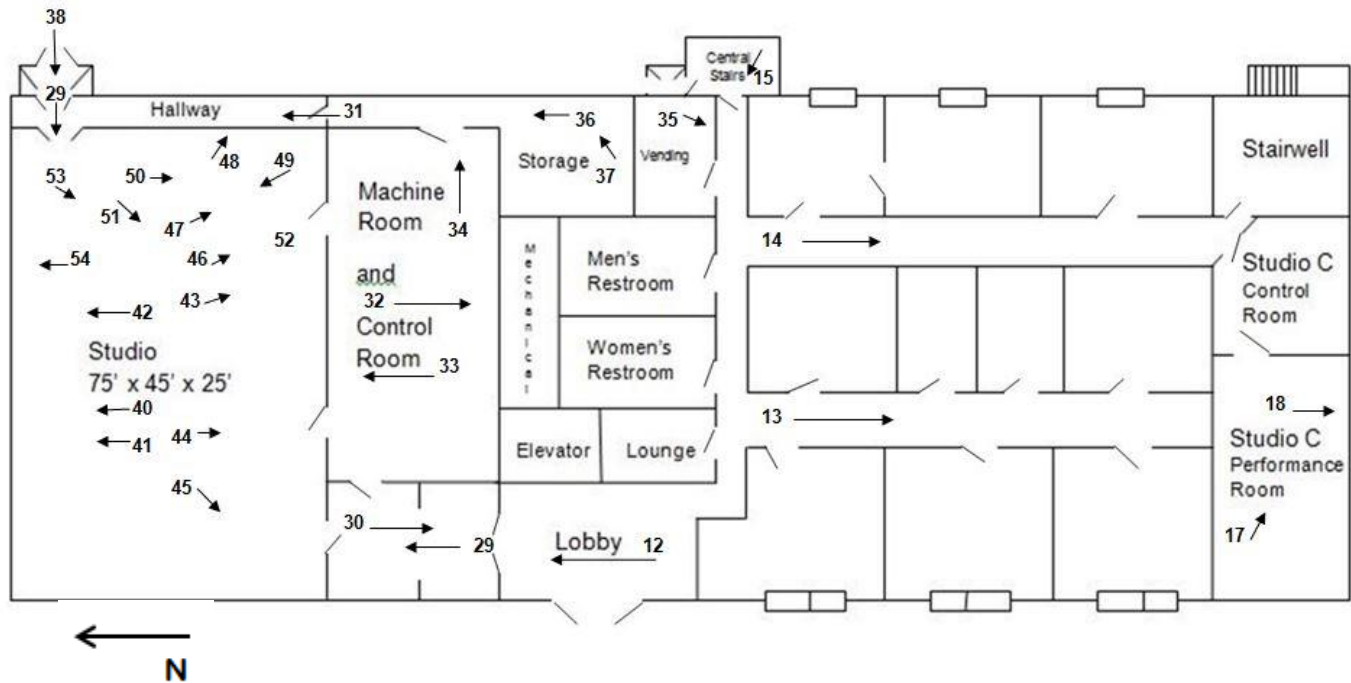 38
Central
Stairs
15
29
Hallway
31
36
35
48
49
Storage
Vending
Stairwell
53
50
37
Machine
Room
51
47
34
52
14
54
46
Mechanical
Men's
Restroom
Studio C
Control
Room
and
42
43
32
Control
Room
Women's
Restroom
Studio
75' x 45' x 25'
33
40
13
18
41
44
Elevator
Lounge
Studio C
Performance
Room
45
30
29
Lobby
12
17
N